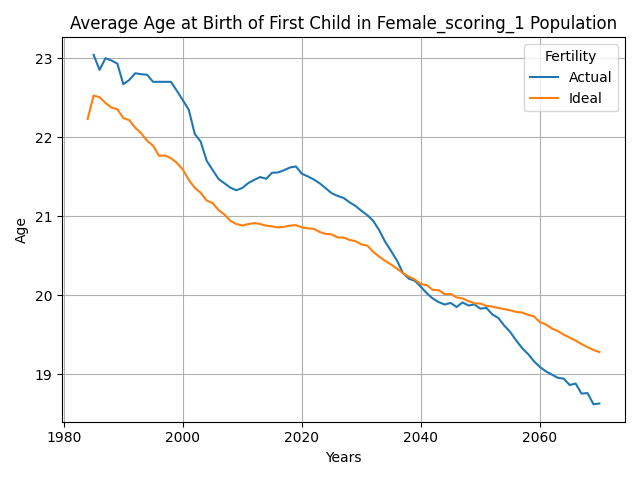 Average Age at Birth of First Child in Female_scoring_1 Population
Fertility
Actual
Ideal
Age
23
22
21
20
19
1980
2000
2020
2040
2060
Years